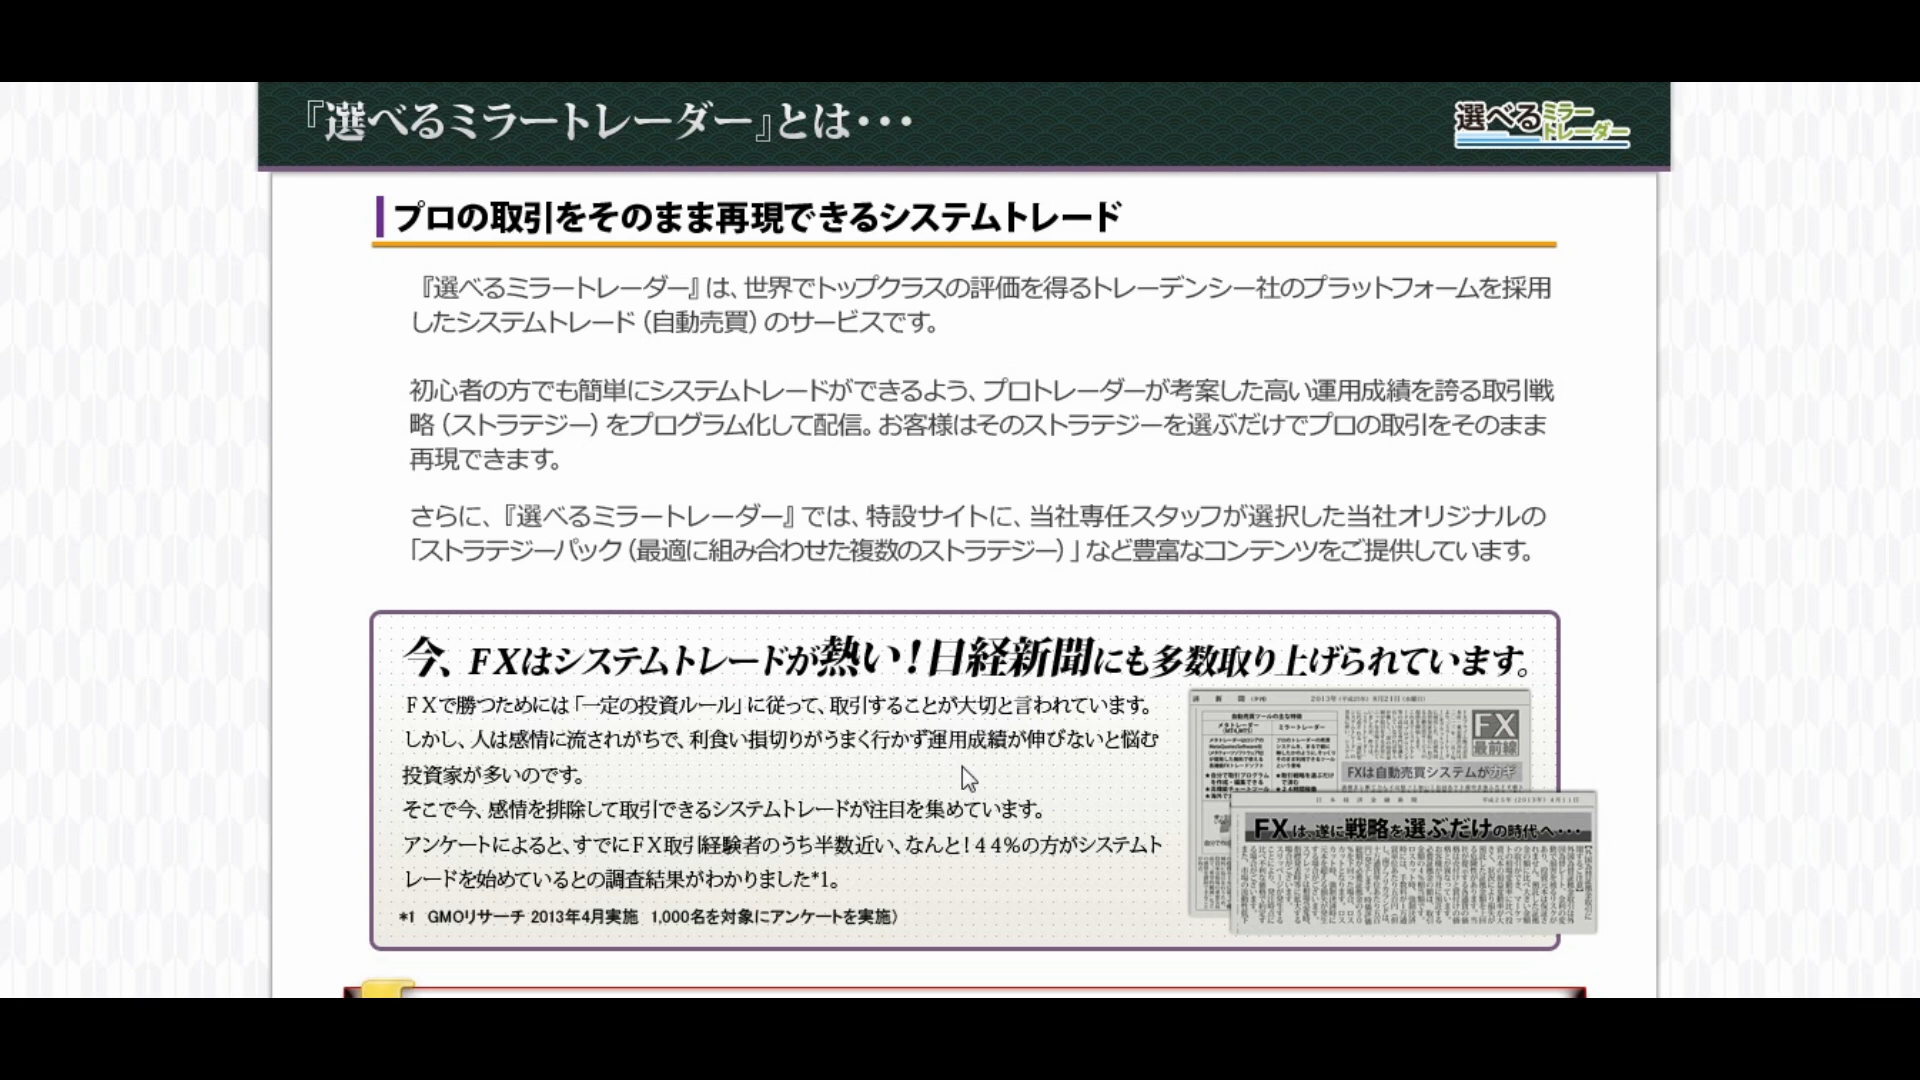 『選べるミラートレーダー』とは・・・
選べるミラートレーダー
プロの取引をそのまま再現できるシステムトレード
『選べるミラートレーダー』は、世界でトップクラスの評価を得るトレーデンシー社のプラットフォームを採用
したシステムトレード（自動売買）のサービスです。
初心者の方でも簡単にシステムトレードができるよう、プロトレーダーが考案した高い運用成績を誇る取引戦
略（ストラテジー）をプログラム化して配信。お客様はそのストラテジーを選ぶだけでプロの取引をそのまま
再現できます。
さらに、『選べるミラートレーダー』では、特設サイトに、当社専任スタッフが選択した当社オリジナルの
「ストラテジーパック（最適に組み合わせた複数のストラテジー）」など豊富なコンテンツをご提供しています。
今、FXはシステムトレードが熱い！日経新聞にも多数取り上げられています。
ＦＸで勝つためには「一定の投資ルール」に従って、取引することが大切と言われています。
しかし、人は感情に流されがちで、利食い損切りがうまく行かず運用成績が伸びないと悩む
投資家が多いのです。
そこで今、感情を排除して取引できるシステムトレードが注目を集めています。
アンケートによると、すでにＦＸ取引経験者のうち半数近い、なんと！４４％の方がシステムト
レードを始めているとの調査結果がわかりました*1。
*1　GMOリサーチ 2013年4月実施　1,000名を対象にアンケートを実施）
自動売買ツールの主な特徴
ミラートレーダー
FX
最前線
FXは自動売買システムがカギ
FXは、遂に戦略を選ぶだけの時代へ・・・